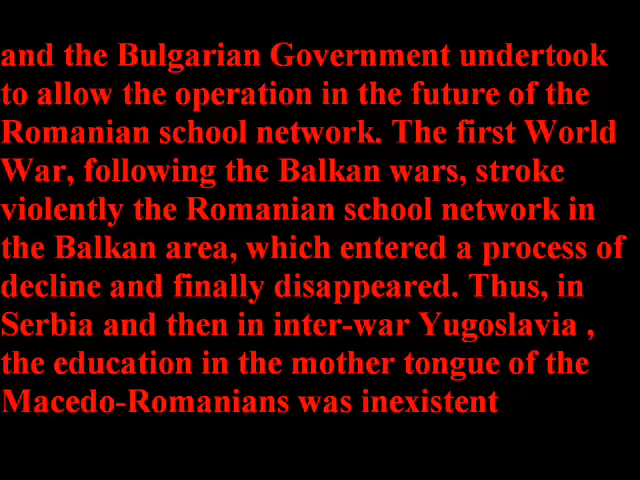 and the Bulgarian Government undertook
to allow the operation in the future of the
Romanian school network. The first World
War, following the Balkan wars, stroke
violently the Romanian school network in
the Balkan area, which entered a process of
decline and finally disappeared. Thus, in
Serbia and then in inter-war Yugoslavia ,
the education in the mother tongue of the
Macedo-Romanians was inexistent